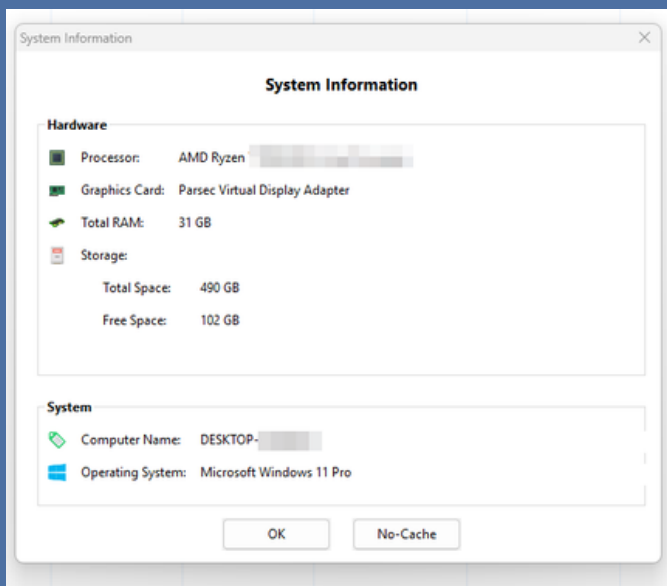 System Information
System Information
Hardware
Processor: AMD Ryzen
Graphics Card: Parsec Virtual Display Adapter
Total RAM: 31 GB
Storage:
Total Space: 490 GB
Free Space: 102 GB
System
Computer Name: DESKTOP-
Operating System: Microsoft Windows 11 Pro
OK No-Cache